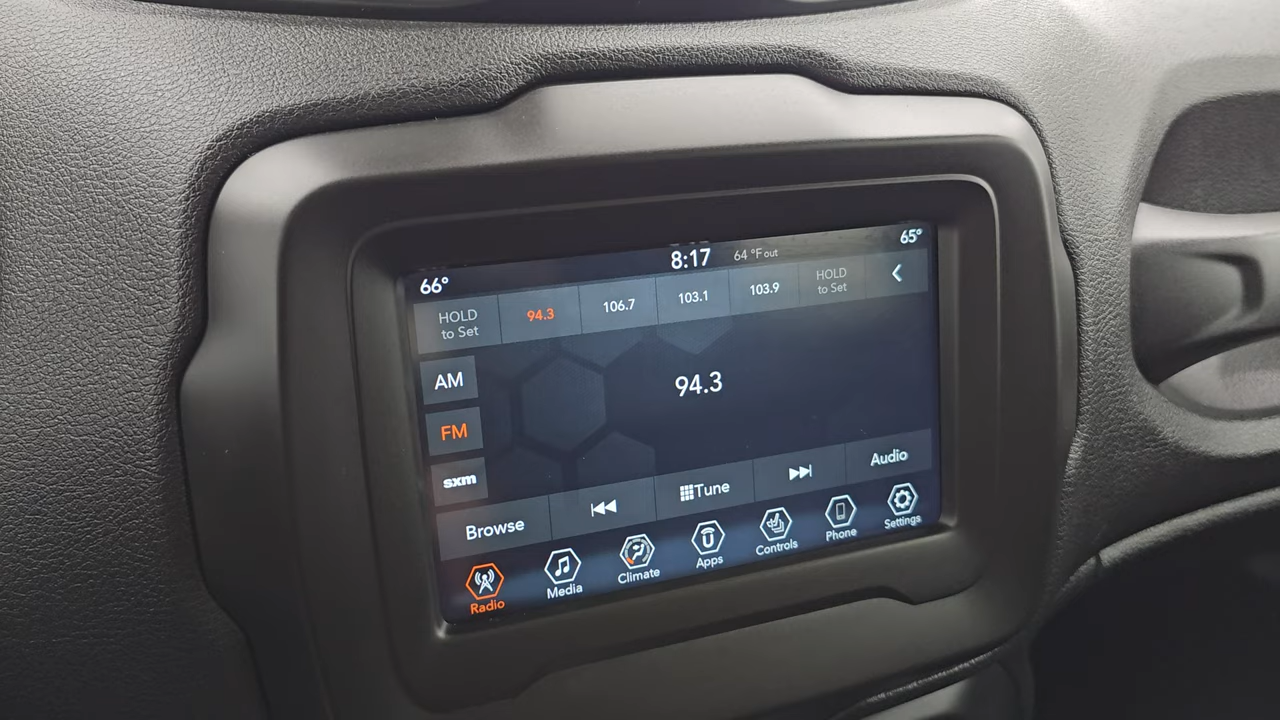 66°
8:17
64 °F out
65°
HOLD
to Set
94.3
106.7
103.1
103.9
HOLD
to Set
AM
94.3
FM
sxm
Browse
Tune
Audio
Radio
Media
Climate
Apps
Controls
Phone
Settings